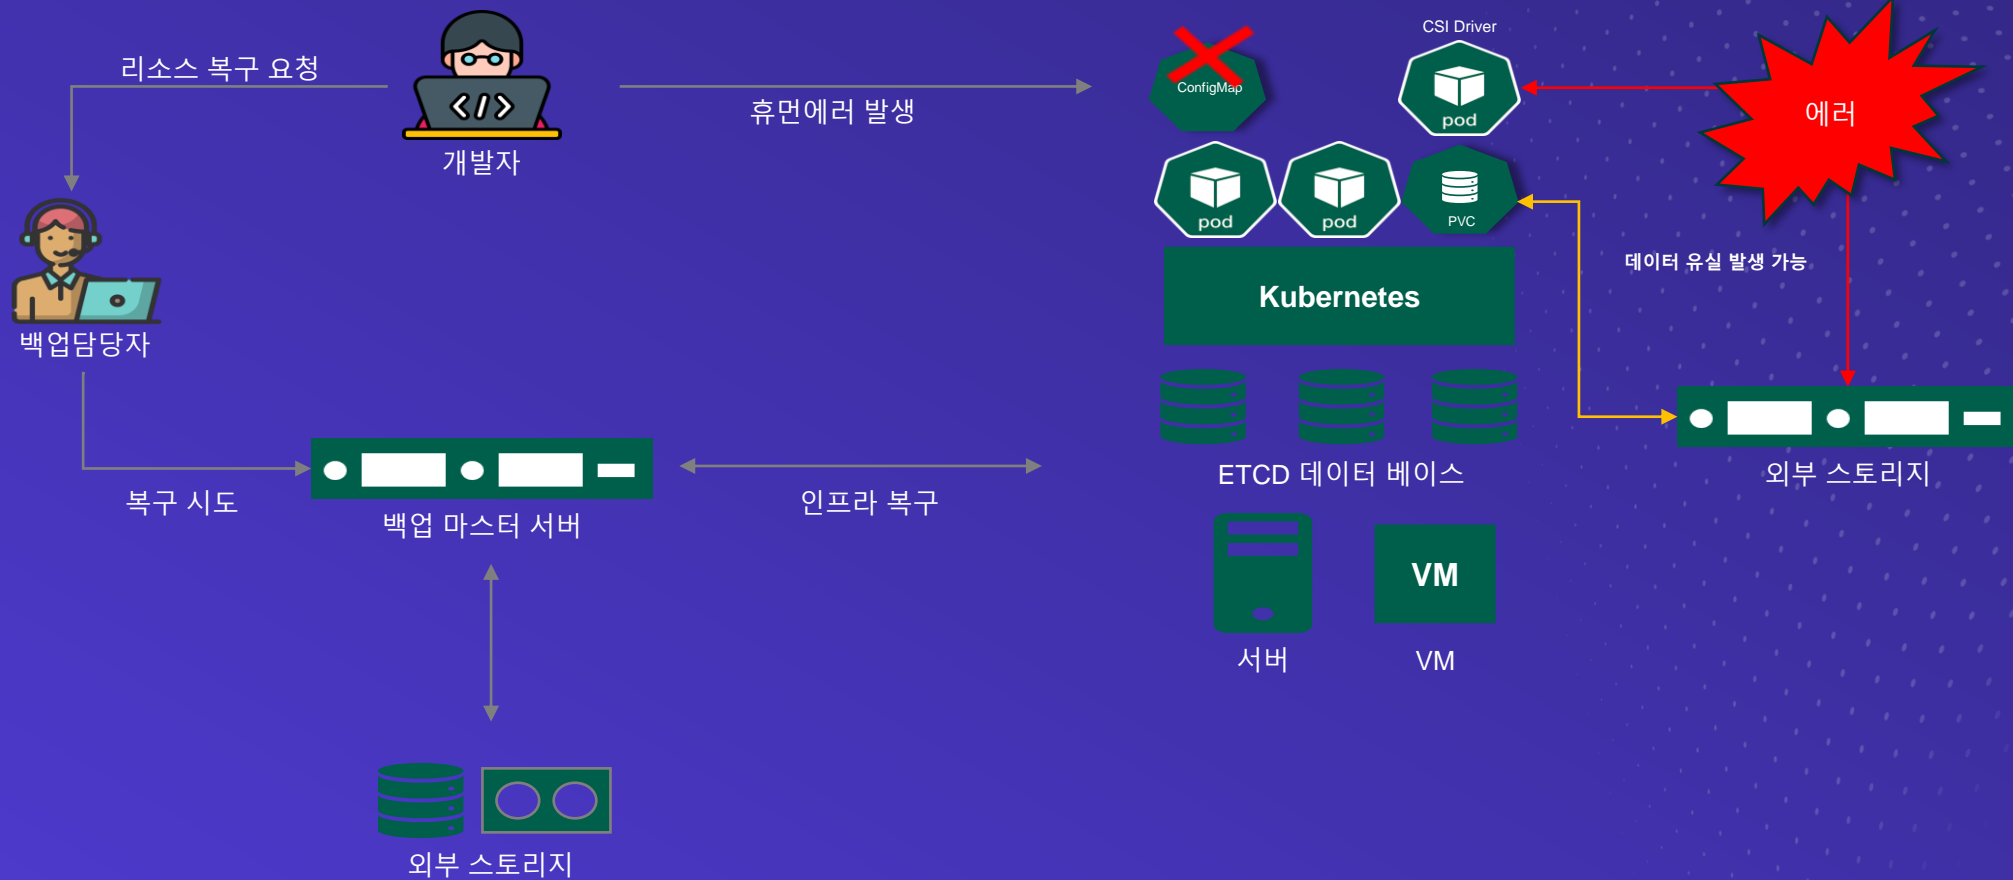 CSI Driver
리소스 복구 요청
</>
ConfigMap
pod
에러
휴먼에러 발생
개발자
pod
pod
PVC
데이터 유실 발생 가능
Kubernetes
백업담당자
ETCD 데이터 베이스
외부 스토리지
복구 시도
인프라 복구
백업 마스터 서버
VM
서버
VM
외부 스토리지